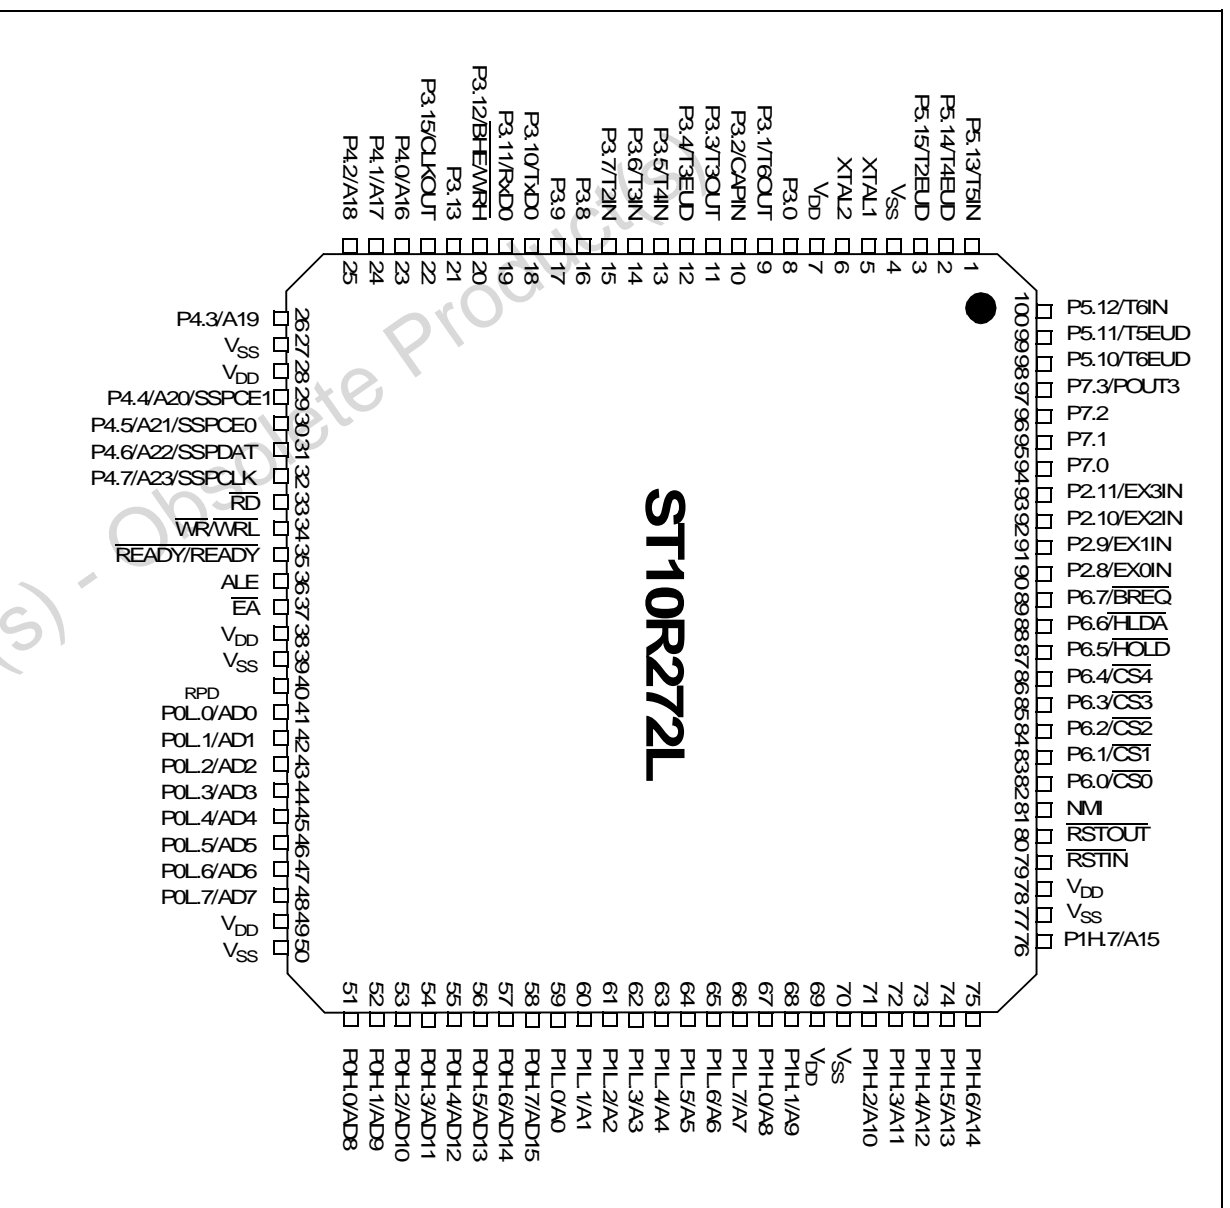 P4.2/A18
P4.1/A17
P4.0/A16
P3.15/CLKOUT
P3.13
P3.12/BHE/WRH
P3.11/RxD0
P3.10/TxD0
P3.9
P3.8
P3.7/T2IN
P3.6/T3IN
P3.5/T4IN
P3.4/T3EUD
P3.3/T3OUT
P3.2/CAPIN
P3.1/T6OUT
P3.0
VDD
XTAL2
XTAL1
VSS
P5.15/T2EUD
P5.14/T4EUD
P5.13/T5IN
25
24
23
22
21
20
19
18
17
16
15
14
13
12
11
10
9
8
7
6
5
4
3
2
1
P4.3/A19 26
VSS 27
VDD 28
P4.4/A20/SSPCE1 29
P4.5/A21/SSPCE0 30
P4.6/A22/SSPDAT 31
P4.7/A23/SSPCLK 32
RD 33
WR/WRL 34
READY/READY 35
ALE 36
EA 37
VDD 38
VSS 39
RPD 40
P0L.0/AD0 41
P0L.1/AD1 42
P0L.2/AD2 43
P0L.3/AD3 44
P0L.4/AD4 45
P0L.5/AD5 46
P0L.6/AD6 47
P0L.7/AD7 48
VDD 49
VSS 50
ST10R272L
100 P5.12/T6IN
99 P5.11/T5EUD
98 P5.10/T6EUD
97 P7.3/POUT3
96 P7.2
95 P7.1
94 P7.0
93 P2.11/EX3IN
92 P2.10/EX2IN
91 P2.9/EX1IN
90 P2.8/EX0IN
89 P6.7/BREQ
88 P6.6/HLDA
87 P6.5/HOLD
86 P6.4/CS4
85 P6.3/CS3
84 P6.2/CS2
83 P6.1/CS1
82 P6.0/CS0
81 NMI
80 RSTOUT
79 RSTIN
78 VDD
77 VSS
76 P1H.7/A15
51
52
53
54
55
56
57
58
59
60
61
62
63
64
65
66
67
68
69
70
71
72
73
74
75
P0H.0/AD8
P0H.1/AD9
P0H.2/AD10
P0H.3/AD11
P0H.4/AD12
P0H.5/AD13
P0H.6/AD14
P0H.7/AD15
P1L.0/A0
P1L.1/A1
P1L.2/A2
P1L.3/A3
P1L.4/A4
P1L.5/A5
P1L.6/A6
P1L.7/A7
P1H.0/A8
P1H.1/A9
VDD
VSS
P1H.2/A10
P1H.3/A11
P1H.4/A12
P1H.5/A13
P1H.6/A14
(s) - Obsolete Product(s)